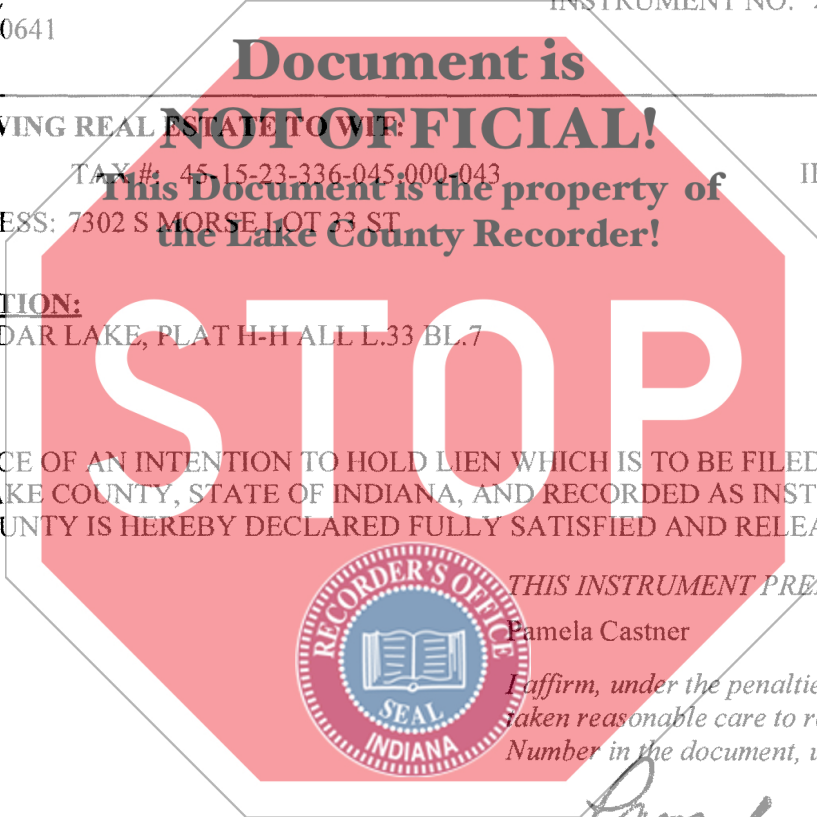 INSTRUMENT NO.
0641
Document is
NOT OFFICIAL!
VING REAL ESTATE TO WIT:
TAX #: 45-15-23-336-045.000-043
This Document is the property of
ESS: 7302 S MORSE LOT 33 ST
the Lake County Recorder!
TION:
DAR LAKE, PLAT H-H ALL L.33 BL.7
STOP
CE OF AN INTENTION TO HOLD LIEN WHICH IS TO BE FILED
KE COUNTY, STATE OF INDIANA, AND RECORDED AS INST
UNTY IS HEREBY DECLARED FULLY SATISFIED AND RELEA
THIS INSTRUMENT PRE
Pamela Castner
I affirm, under the penaltie
taken reasonable care to r
Number in the document, u
RECORDER'S OFFICE
SEAL
INDIANA